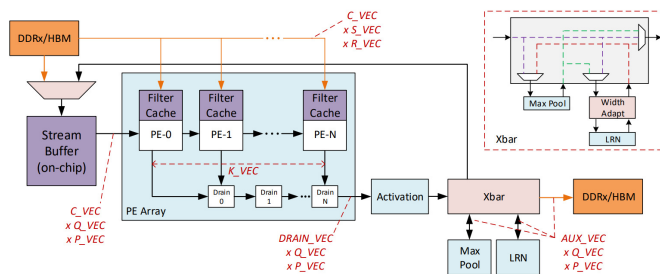 C_VEC
x S_VEC
x R_VEC
DDRx/HBM
Filter
Cache
PE-0
Filter
Cache
PE-1
Filter
Cache
PE-N
Stream
Buffer
(on-chip)
K_VEC
Drain
0
Drain
1
Drain
N
PE Array
C_VEC
x Q_VEC
x P_VEC
DRAIN_VEC
x Q_VEC
x P_VEC
Activation
Xbar
DDRx/HBM
Max
Pool
LRN
AUX_VEC
x Q_VEC
x P_VEC
Max Pool
Width
Adapt
LRN
Xbar